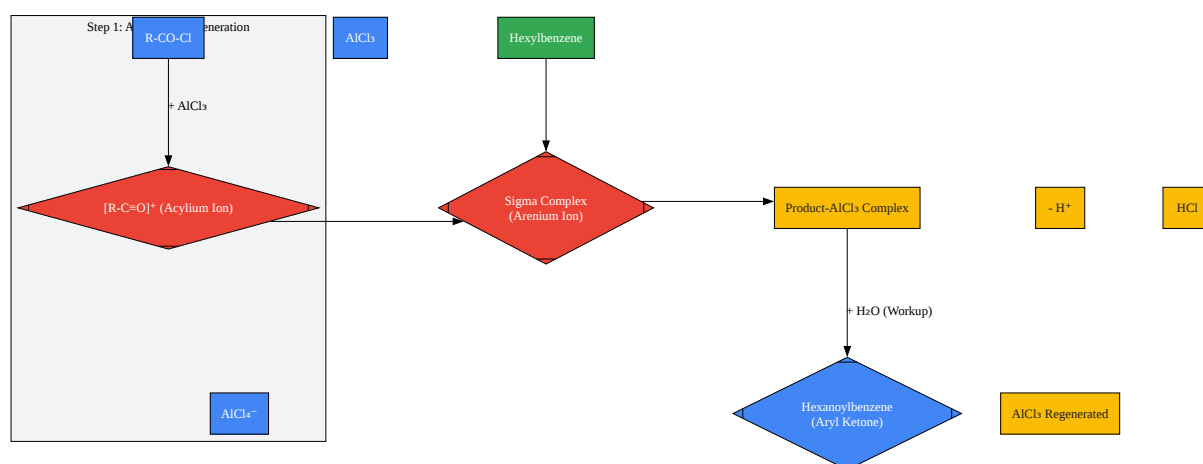 Step 1: A
eneration
R-CO-Cl
AlCl₃
Hexylbenzene
+ AlCl₃
[R-C≡O]⁺ (Acylium Ion)
Sigma Complex
(Arenium Ion)
Product-AlCl₃ Complex
- H⁺
HCl
+ H₂O (Workup)
AlCl₄⁻
Hexanoylbenzene
(Aryl Ketone)
AlCl₃ Regenerated